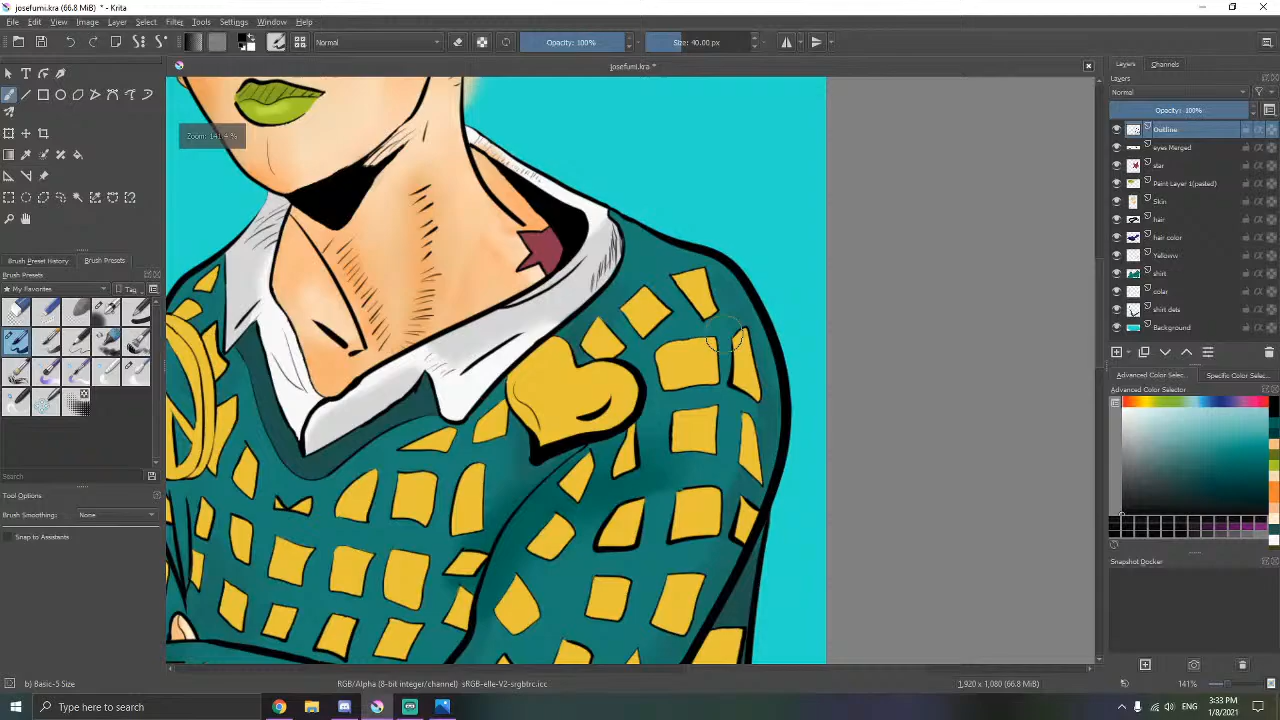 josefumi.kra (66.8 MiB) * - Krita
File Edit View Image Layer Select Filter Tools Settings Window Help
Normal Opacity: 100% Size: 40.00 px
josefumi.kra *
Layers Channels
Layers
Normal
Opacity: 100%
Outline
eyes Merged
star
Paint Layer 1(pasted)
Skin
hair
hair color
Yelloww
shirt
colar
shirt dets
Background
Zoom: 141.4 %
Brush Preset History Brush Presets
Brush Presets
My Favorites Tag
Search
Tool Options
Brush Smoothing: None
Snap to Assistants
Advanced Color Selec... Specific Color Selec...
Advanced Color Selector
Snapshot Docker
b) Basic-5 Size RGB/Alpha (8-bit integer/channel) sRGB-elle-V2-srgbtrc.icc 1,920 x 1,080 (66.8 MiB) 141%
Type here to search
3:33 PM
1/8/2021